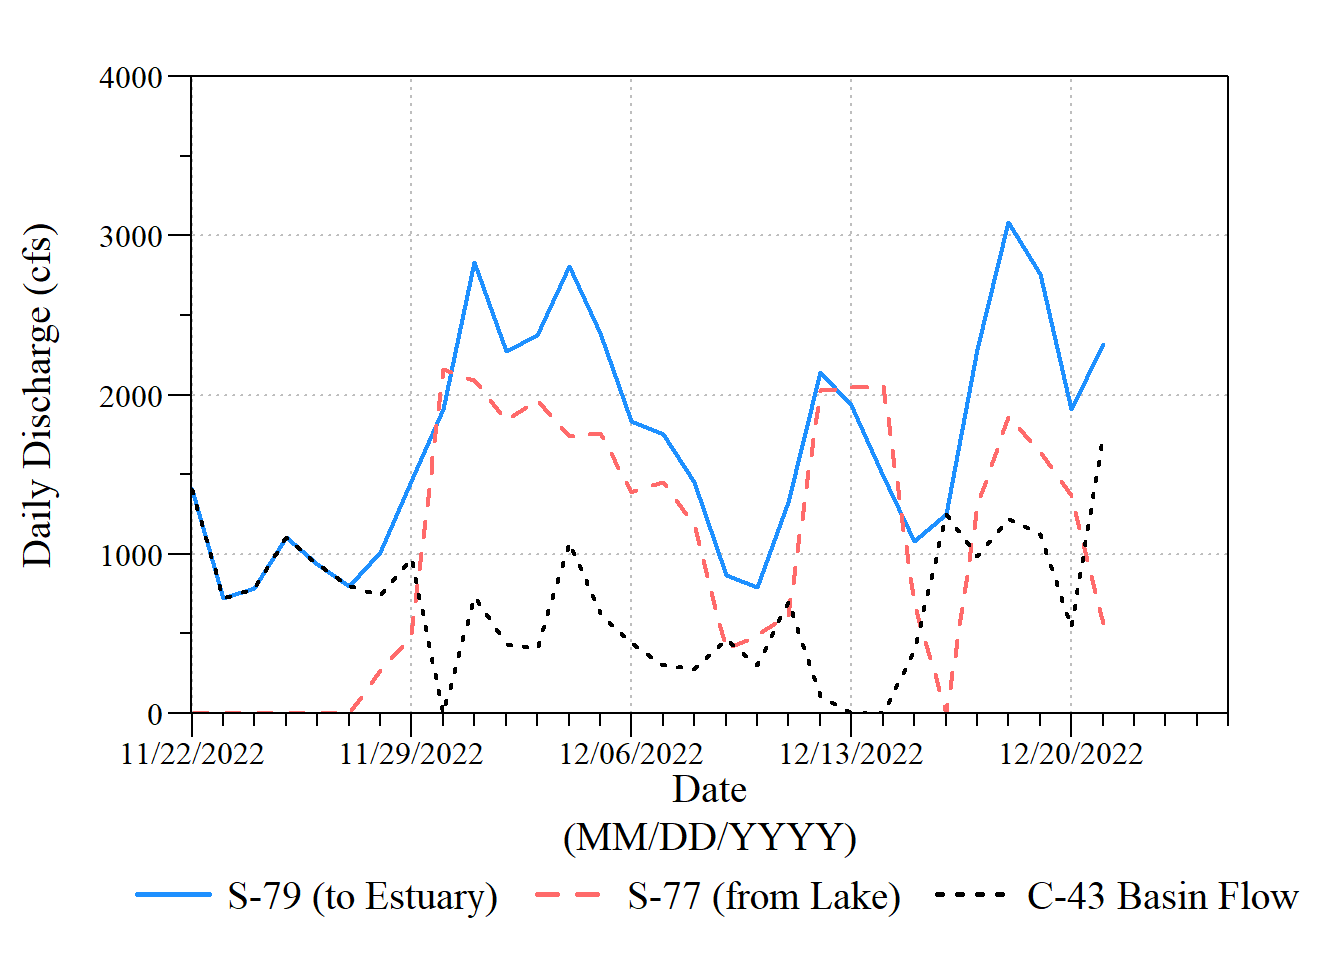 4000
3000
2000
1000
0
Daily Discharge (cfs)
11/22/2022 11/29/2022 12/06/2022 12/13/2022 12/20/2022
Date
(MM/DD/YYYY)
S-79 (to Estuary) S-77 (from Lake) C-43 Basin Flow